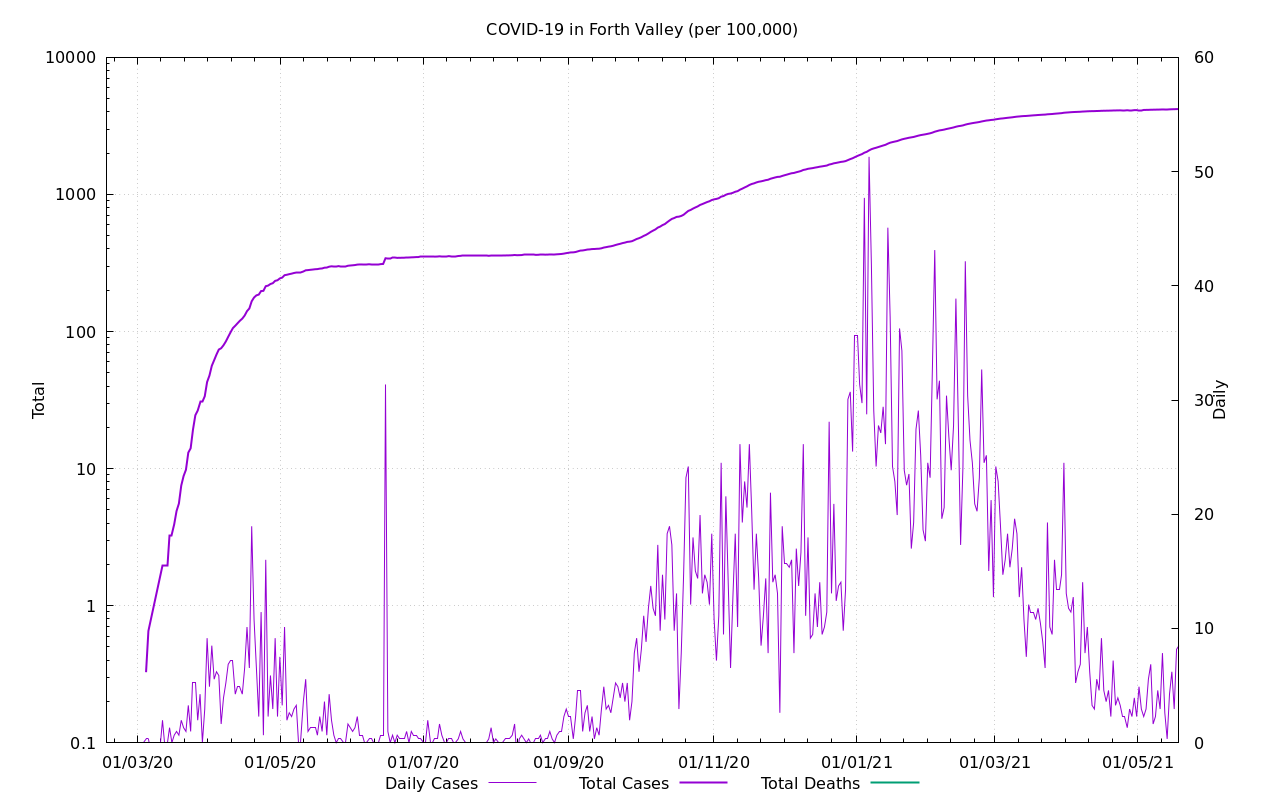 COVID-19 in Forth Valley (per 100,000)
10000 60
1000 50
100 40
10 30
1 20
0.1 10
0
Total
Daily
01/03/20 01/05/20 01/07/20 01/09/20 01/11/20 01/01/21 01/03/21 01/05/21
Daily Cases Total Cases Total Deaths